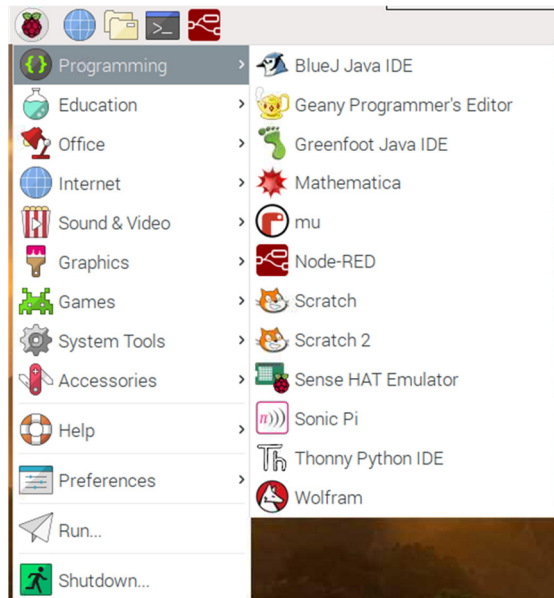 Programming
Education
Office
Internet
Sound & Video
Graphics
Games
System Tools
Accessories
Help
Preferences
Run...
Shutdown...
BlueJ Java IDE
Geany Programmer's Editor
Greenfoot Java IDE
Mathematica
mu
Node-RED
Scratch
Scratch 2
Sense HAT Emulator
π)))
Sonic Pi
Th
Thonny Python IDE
Wolfram